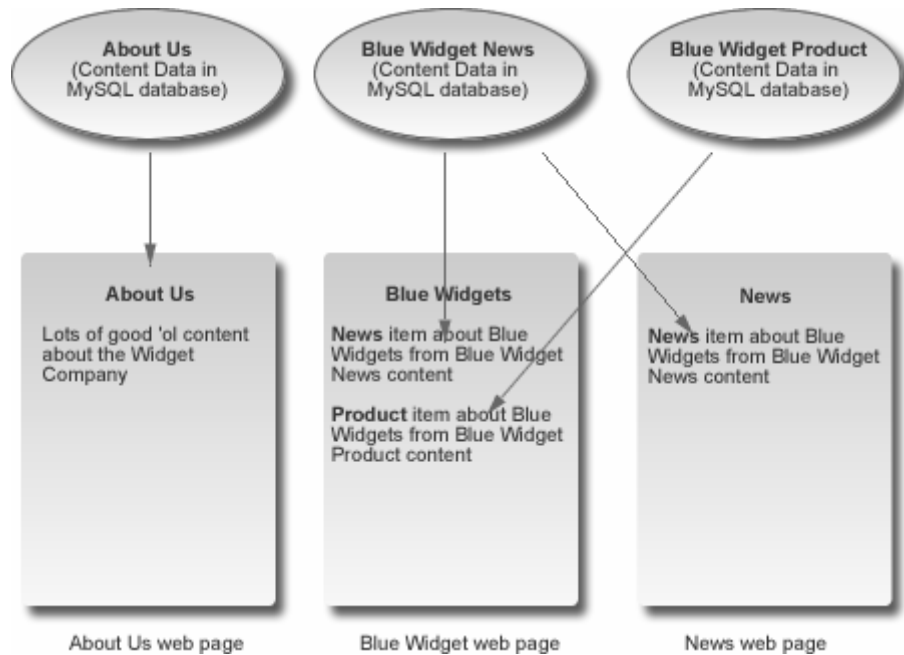 About Us
(Content Data in
MySQL database)
Blue Widget News
(Content Data in
MySQL database)
Blue Widget Product
(Content Data in
MySQL database)
About Us
Lots of good 'ol content
about the Widget
Company
Blue Widgets
News item about Blue
Widgets from Blue Widget
News content
Product item about Blue
Widgets from Blue Widget
Product content
News
News item about Blue
Widgets from Blue Widget
News content
About Us web page
Blue Widget web page
News web page